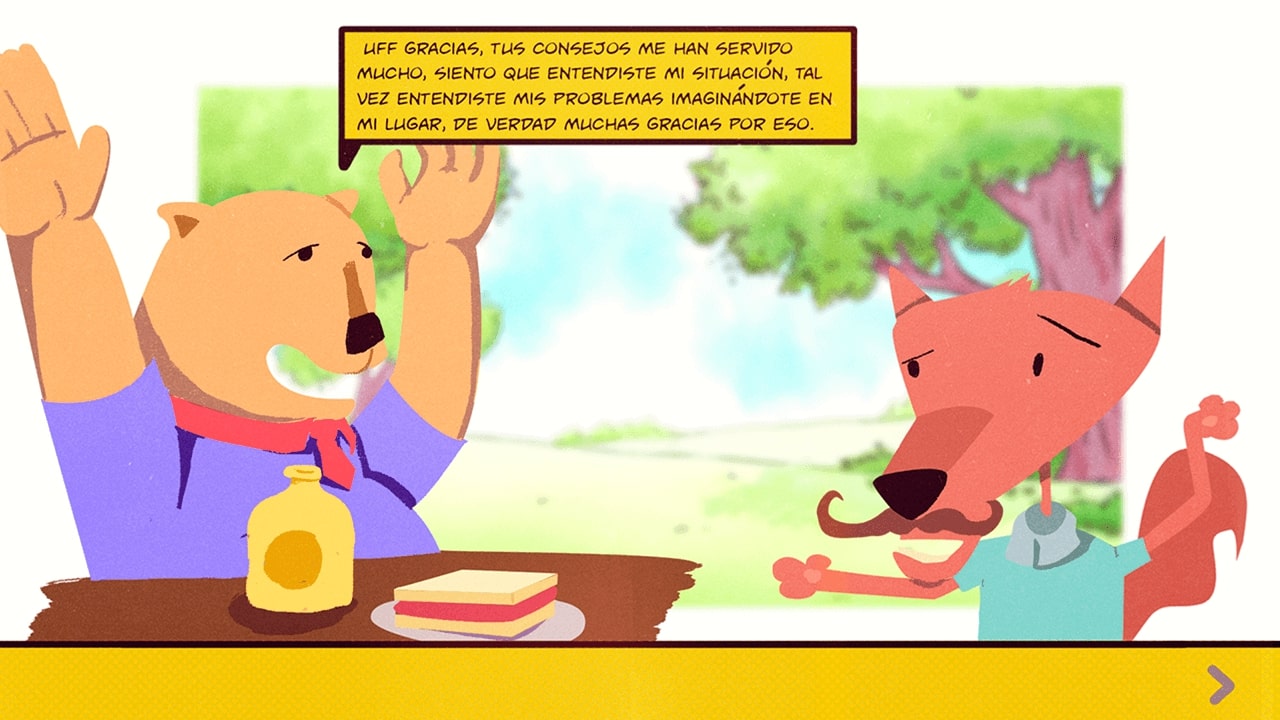 UFF GRACIAS, TUS CONSEJOS ME HAN SERVIDO
MUCHO, SIENTO QUE ENTENDISTE MI SITUACIÓN, TAL
VEZ ENTENDISTE MIS PROBLEMAS IMAGINÁNDOTE EN
MI LUGAR, DE VERDAD MUCHAS GRACIAS POR ESO.